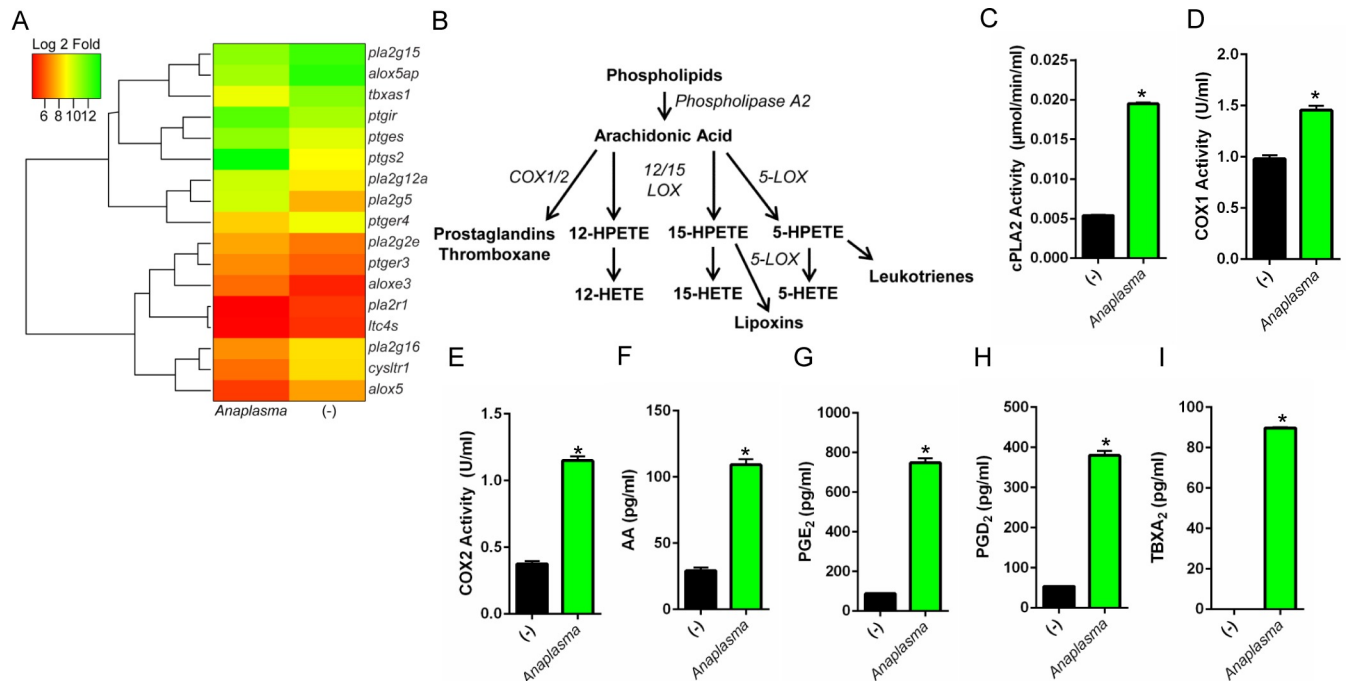 A
Log 2 Fold
6 8 10 12
pla2g15
alox5ap
tbxas1
ptgir
ptges
ptgs2
pla2g12a
pla2g5
ptger4
pla2g2e
ptger3
aloxe3
pla2r1
ltc4s
pla2g16
cysltr1
alox5
Anaplasma (-)
B
Phospholipids
Phospholipase A2
Arachidonic Acid
COX1/2
12/15
LOX
5-LOX
Prostaglandins
Thromboxane
12-HPETE
15-HPETE
5-HPETE
5-LOX
Leukotrienes
12-HETE
15-HETE
5-HETE
Lipoxins
C
cPLA2 Activity (µmol/min/ml)
0.025
0.020
0.015
0.010
0.005
0.000
*
(-)
Anaplasma
D
COX1 Activity (U/ml)
2.0
1.5
1.0
0.5
0.0
*
(-)
Anaplasma
E
COX2 Activity (U/ml)
1.5
1.0
0.5
0.0
*
(-)
Anaplasma
F
AA (pg/ml)
150
100
50
0
*
(-)
Anaplasma
G
PGE2 (pg/ml)
1000
800
600
400
200
0
*
(-)
Anaplasma
H
PGD2 (pg/ml)
500
400
300
200
100
0
*
(-)
Anaplasma
I
TBXA2 (pg/ml)
100
80
60
40
20
0
*
(-)
Anaplasma